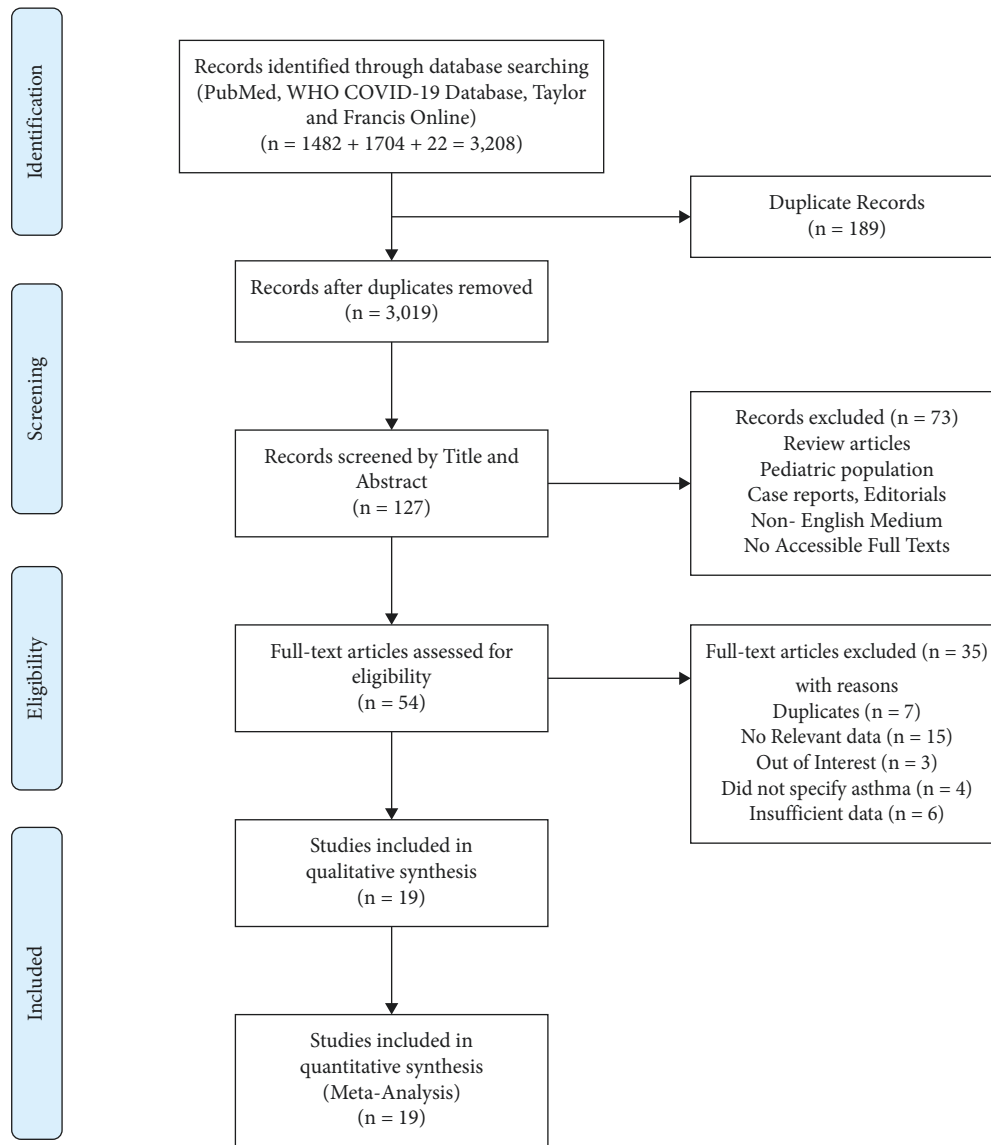 Identification
Records identified through database searching
(PubMed, WHO COVID-19 Database, Taylor
and Francis Online)
(n = 1482 + 1704 + 22 = 3,208)
Duplicate Records
(n = 189)
Records after duplicates removed
(n = 3,019)
Screening
Records screened by Title and
Abstract
(n = 127)
Records excluded (n = 73)
Review articles
Pediatric population
Case reports, Editorials
Non- English Medium
No Accessible Full Texts
Eligibility
Full-text articles assessed for
eligibility
(n = 54)
Full-text articles excluded (n = 35)
with reasons
Duplicates (n = 7)
No Relevant data (n = 15)
Out of Interest (n = 3)
Did not specify asthma (n = 4)
Insufficient data (n = 6)
Included
Studies included in
qualitative synthesis
(n = 19)
Studies included in
quantitative synthesis
(Meta-Analysis)
(n = 19)